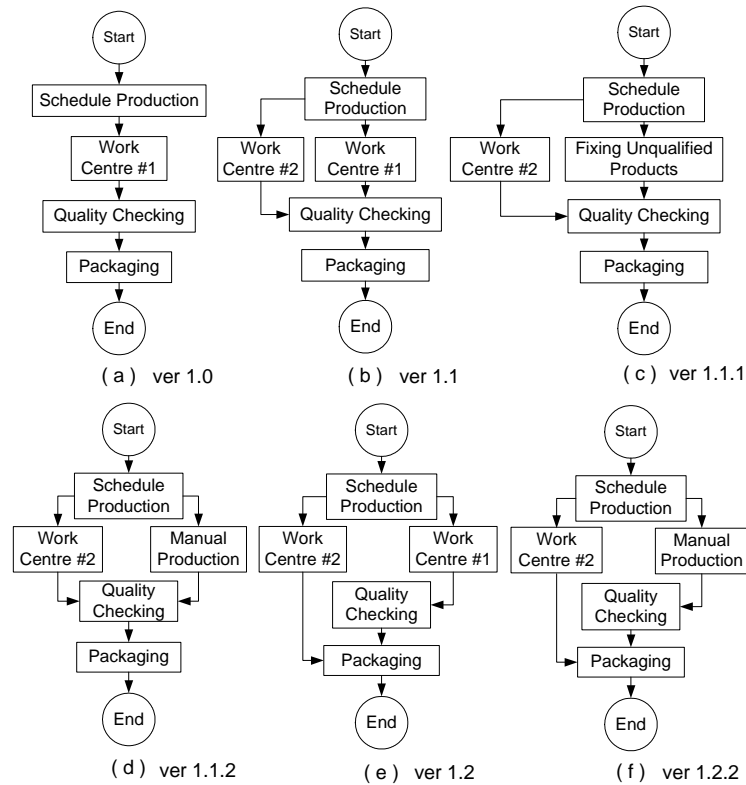 Start
Schedule Production
Work
Centre #1
Quality Checking
Packaging
End
( a ) ver 1.0
Start
Schedule
Production
Work
Centre #2
Work
Centre #1
Quality Checking
Packaging
End
( b ) ver 1.1
Start
Schedule
Production
Work
Centre #2
Fixing Unqualified
Products
Quality Checking
Packaging
End
( c ) ver 1.1.1
Start
Schedule
Production
Work
Centre #2
Manual
Production
Quality
Checking
Packaging
End
( d ) ver 1.1.2
Start
Schedule
Production
Work
Centre #2
Work
Centre #1
Quality
Checking
Packaging
End
( e ) ver 1.2
Start
Schedule
Production
Work
Centre #2
Manual
Production
Quality
Checking
Packaging
End
( f ) ver 1.2.2